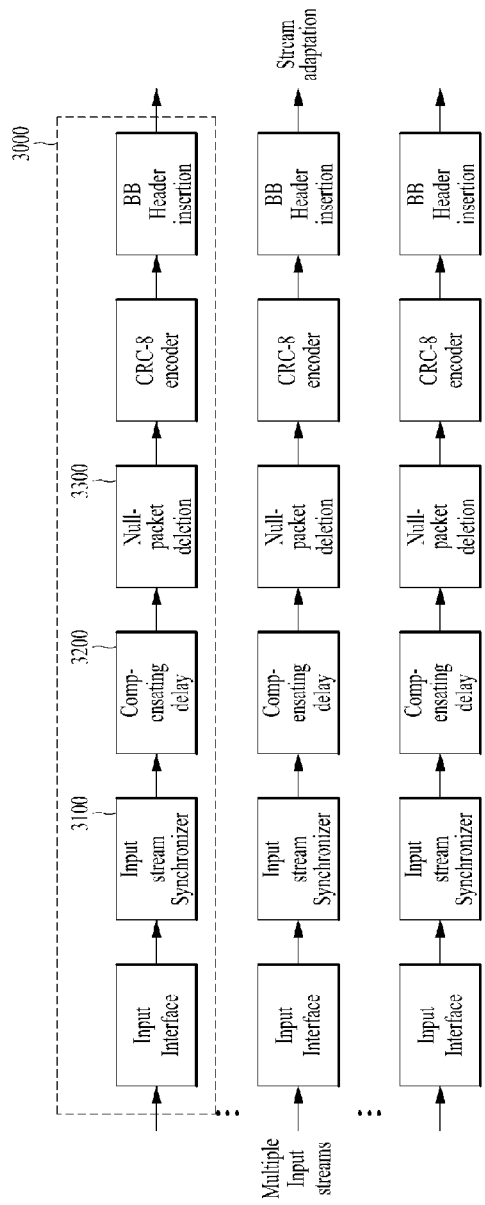 3000
3100
3200
3300
Input
Interface
Input
stream
Synchronizer
Comp-
ensating
delay
Null-
packet
deletion
CRC-8
encoder
BB
Header
insertion
Multiple
Input
streams
Input
Interface
Input
stream
Synchronizer
Comp-
ensating
delay
Null-
packet
deletion
CRC-8
encoder
BB
Header
insertion
Stream
adaptation
Input
Interface
Input
stream
Synchronizer
Comp-
ensating
delay
Null-
packet
deletion
CRC-8
encoder
BB
Header
insertion